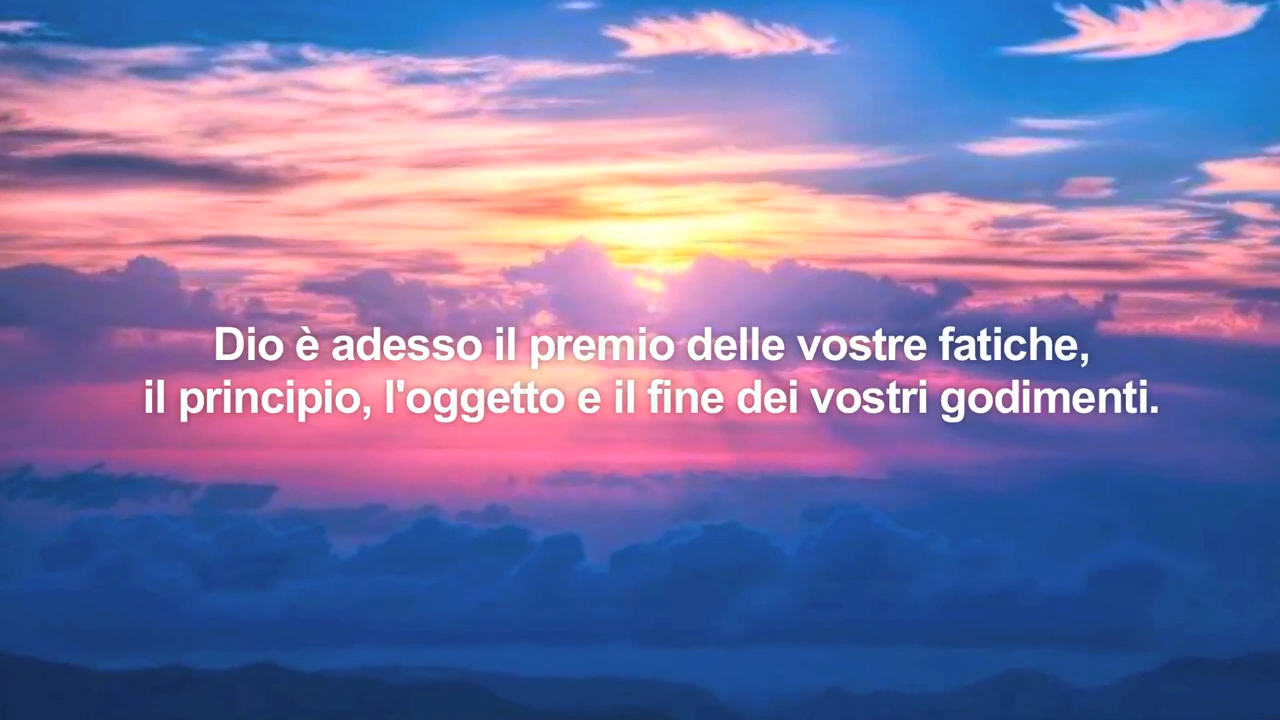 Dio è adesso il premio delle vostre fatiche,
il principio, l'oggetto e il fine dei vostri godimenti.